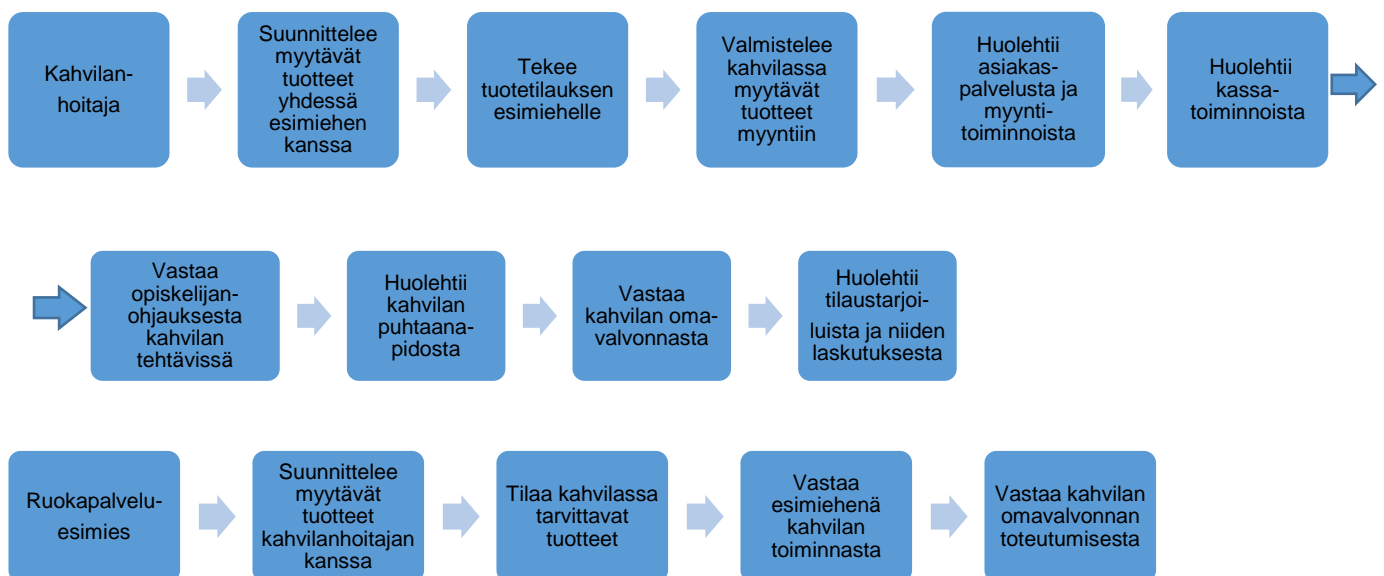 Kahvilan-
hoitaja
Suunnittelee
myytävät
tuotteet
yhdessä
esimiehen
kanssa
Tekee
tuotetilauksen
esimiehelle
Valmistelee
kahvilassa
myytävät
tuotteet
myyntiin
Huolehtii
asiakas-
palvelusta ja
myynti-
toiminnoista
Huolehtii
kassa-
toiminnoista
Vastaa
opiskelijan-
ohjauksesta
kahvilan
tehtävissä
Huolehtii
kahvilan
puhtaana-
pidosta
Vastaa
kahvilan oma-
valvonnasta
Huolehtii
tilaustarjoi-
luista ja niiden
laskutuksesta
Ruokapalvelu-
esimies
Suunnittelee
myytävät
tuotteet
kahvilanhoitajan
kanssa
Tilaa kahvilassa
tarvittavat
tuotteet
Vastaa
esimiehenä
kahvilan
toiminnasta
Vastaa kahvilan
omavalvonnan
toteutumisesta